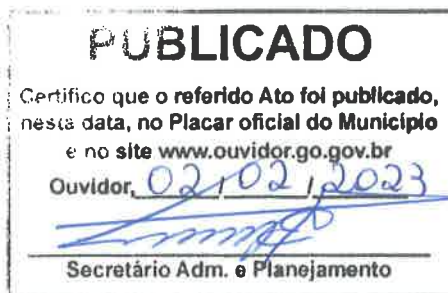 PUBLICADO
Certifico que o referido Ato foi publicado,
nesta data, no Placar oficial do Município
e no site www.ouvidor.go.gov.br
Ouvidor, 02 / 02 / 2023
Secretário Adm. e Planejamento